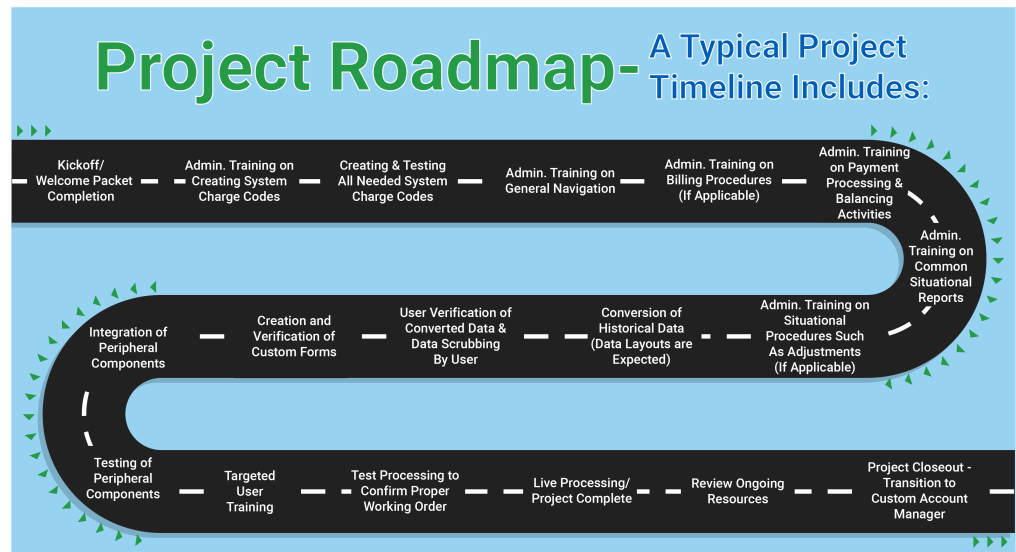 Project Roadmap-
A Typical Project
Timeline Includes:
Kickoff/
Welcome Packet
Completion
Admin. Training on
Creating System
Charge Codes
Creating & Testing
All Needed System
Charge Codes
Admin. Training on
General Navigation
Admin. Training on
Billing Procedures
(If Applicable)
Admin. Training
on Payment
Processing &
Balancing
Activities
Admin.
Training on
Common
Situational
Reports
Admin. Training on
Situational
Procedures Such
As Adjustments
(If Applicable)
Conversion of
Historical Data
(Data Layouts are
Expected)
User Verification of
Converted Data &
Data Scrubbing
By User
Creation and
Verification of
Custom Forms
Integration of
Peripheral
Components
Testing of
Peripheral
Components
Targeted
User
Training
Test Processing to
Confirm Proper
Working Order
Live Processing/
Project Complete
Review Ongoing
Resources
Project Closeout -
Transition to
Custom Account
Manager